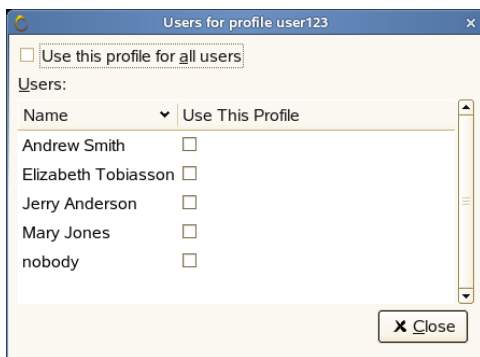 Users for profile user123
Use this profile for all users
Users:
Name Use This Profile
Andrew Smith
Elizabeth Tobiasson
Jerry Anderson
Mary Jones
nobody
Close